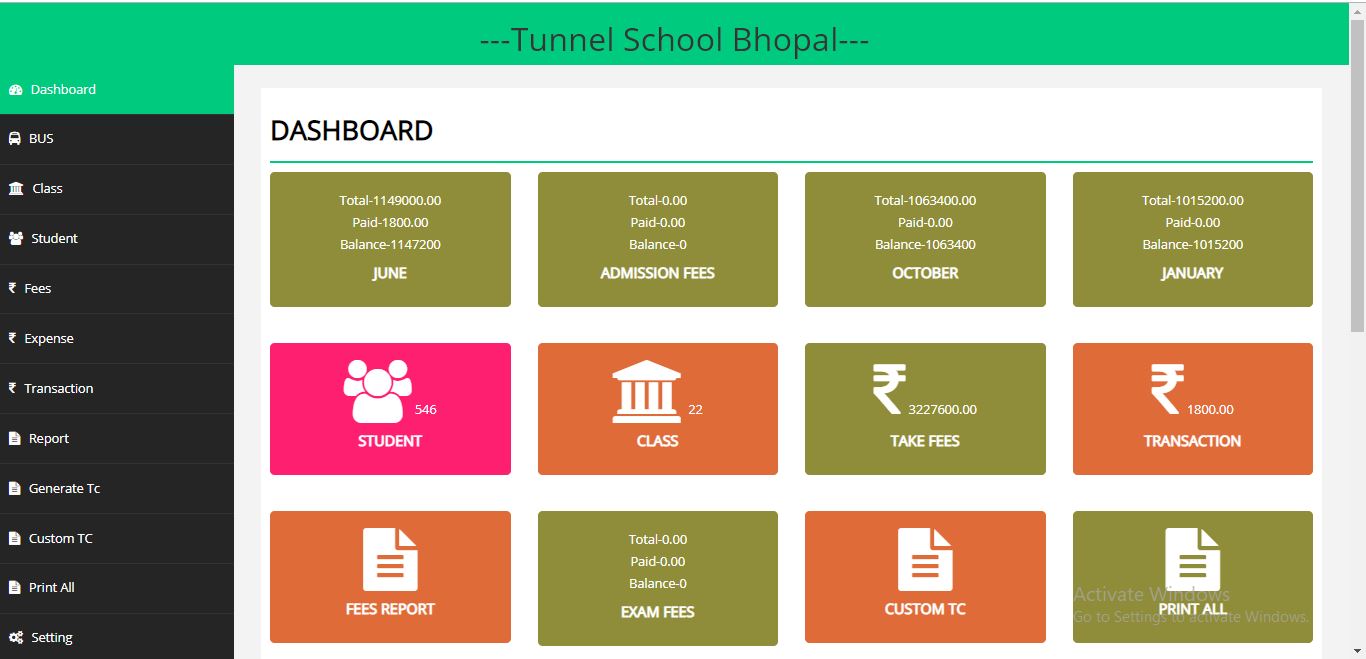 ---Tunnel School Bhopal---
Dashboard
BUS
Class
Student
Fees
Expense
Transaction
Report
Generate Tc
Custom TC
Print All
Setting
DASHBOARD
Total-1149000.00
Paid-1800.00
Balance-1147200
JUNE
Total-0.00
Paid-0.00
Balance-0
ADMISSION FEES
Total-1063400.00
Paid-0.00
Balance-1063400
OCTOBER
Total-1015200.00
Paid-0.00
Balance-1015200
JANUARY
546
STUDENT
22
CLASS
3227600.00
TAKE FEES
1800.00
TRANSACTION
FEES REPORT
Total-0.00
Paid-0.00
Balance-0
EXAM FEES
CUSTOM TC
PRINT ALL
Activate Windows
Go to Settings to activate Windows.